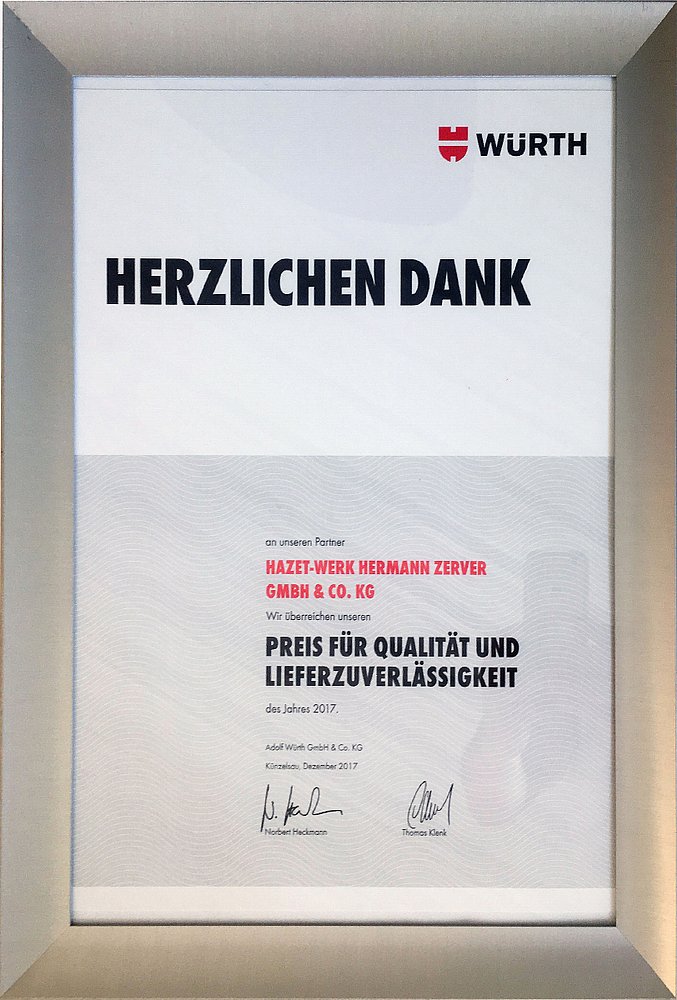 WÜRTH
HERZLICHEN DANK
an unseren Partner
HAZET-WERK HERMANN ZERVER
GMBH & CO. KG
Wir überreichen unseren
PREIS FÜR QUALITÄT UND
LIEFERZUVERLÄSSIGKEIT
des Jahres 2017.
Adolf Würth GmbH & Co. KG
Künzelsau, Dezember 2017
Norbert Heckmann
Thomas Klenk